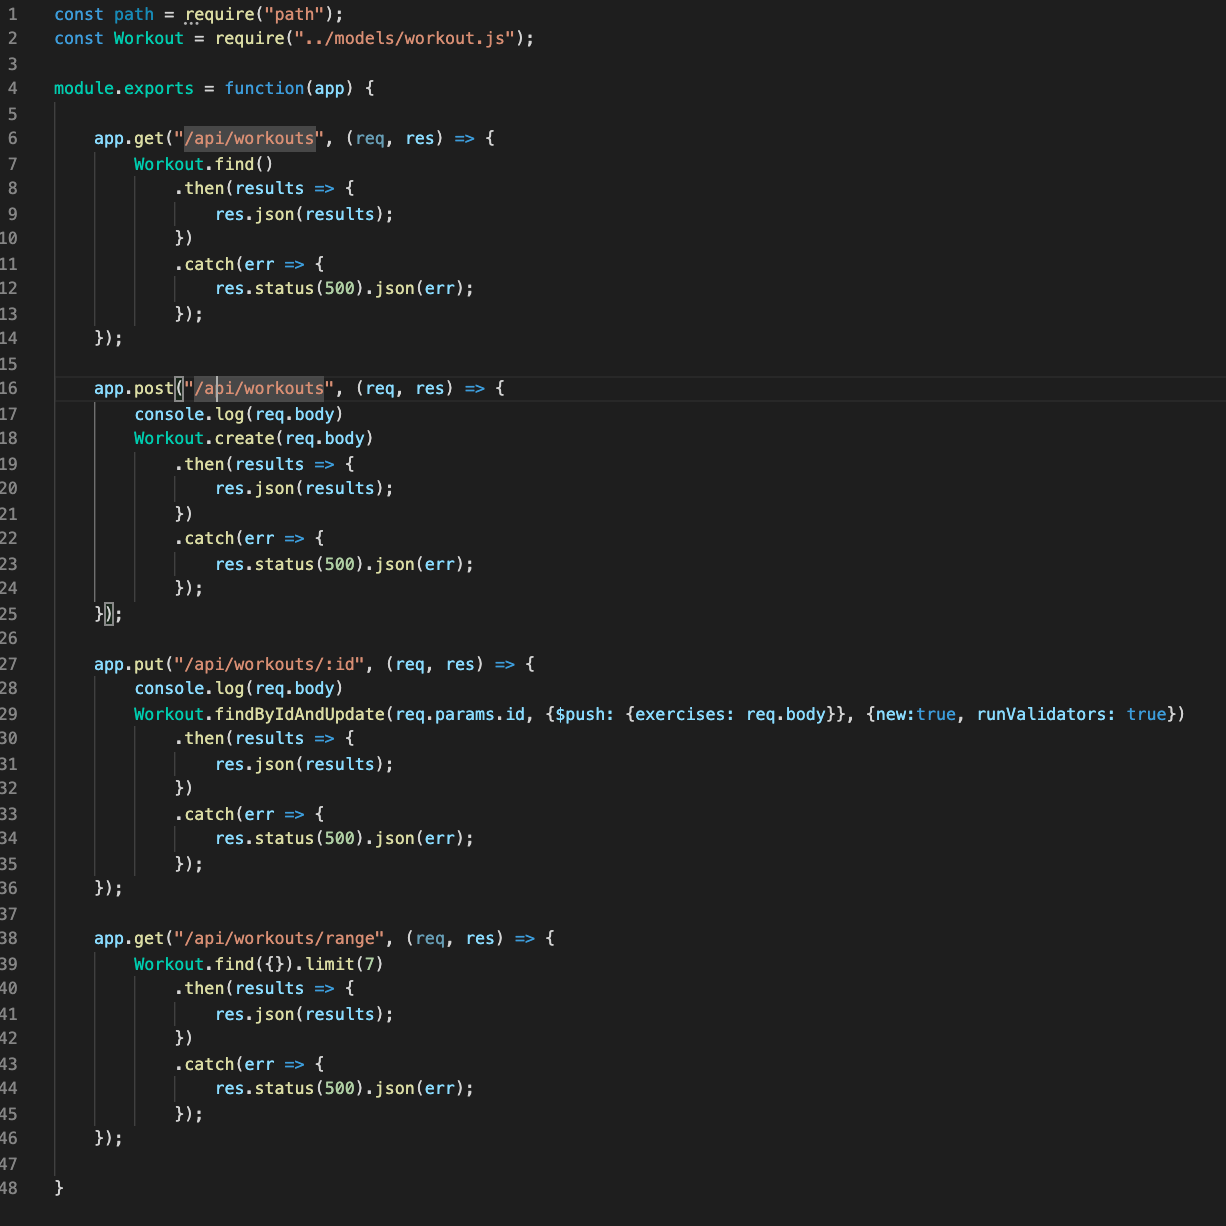 1 const path = require("path");
2 const Workout = require("../models/workout.js");
3
4 module.exports = function(app) {
5
6     app.get("/api/workouts", (req, res) => {
7         Workout.find()
8             .then(results => {
9                 res.json(results);
10             })
11             .catch(err => {
12                 res.status(500).json(err);
13             });
14     });
15
16     app.post("/api/workouts", (req, res) => {
17         console.log(req.body)
18         Workout.create(req.body)
19             .then(results => {
20                 res.json(results);
21             })
22             .catch(err => {
23                 res.status(500).json(err);
24             });
25     });
26
27     app.put("/api/workouts/:id", (req, res) => {
28         console.log(req.body)
29         Workout.findByIdAndUpdate(req.params.id, {$push: {exercises: req.body}}, {new:true, runValidators: true})
30             .then(results => {
31                 res.json(results);
32             })
33             .catch(err => {
34                 res.status(500).json(err);
35             });
36     });
37
38     app.get("/api/workouts/range", (req, res) => {
39         Workout.find({}).limit(7)
40             .then(results => {
41                 res.json(results);
42             })
43             .catch(err => {
44                 res.status(500).json(err);
45             });
46     });
47
48 }